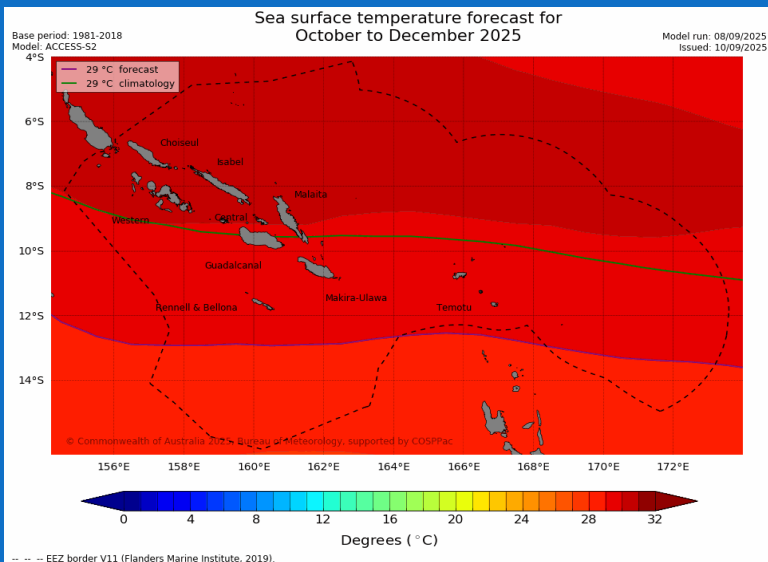 Sea surface temperature forecast for
October to December 2025
Base period: 1981-2018
Model: ACCESS-S2
Model run: 08/09/2025
Issued: 10/09/2025
29 °C forecast
29 °C climatology
4°S
6°S
8°S
10°S
12°S
14°S
Choiseul
Isabel
Malaita
Western
Central
Guadalcanal
Makira-Ulawa
Rennell & Bellona
Temotu
© Commonwealth of Australia 2025, Bureau of Meteorology, supported by COSPPac
156°E 158°E 160°E 162°E 164°E 166°E 168°E 170°E 172°E
0 4 8 12 16 20 24 28 32
Degrees (°C)
-- -- -- EEZ border V11 (Flanders Marine Institute, 2019).